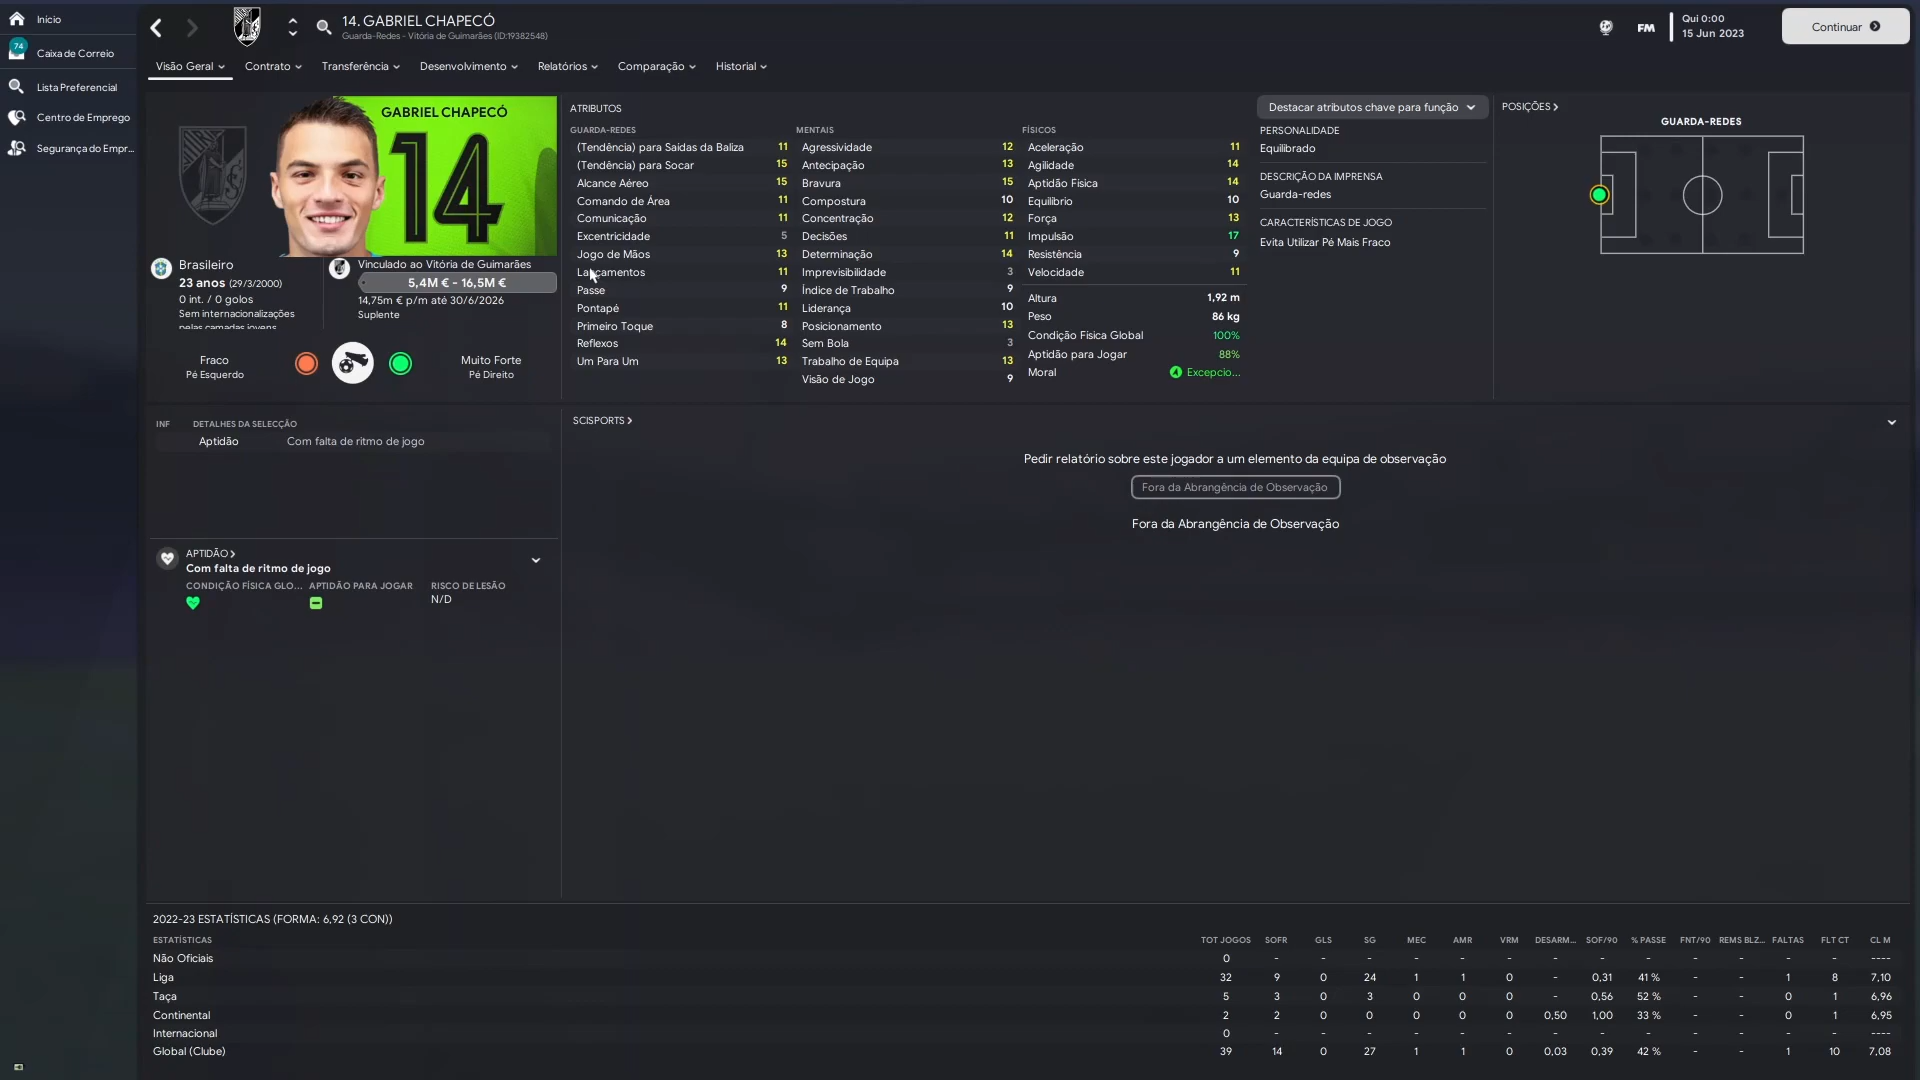 Início
74
Caixa de Correio
Lista Preferencial
Centro de Emprego
Segurança do Empr...
14. GABRIEL CHAPECÓ
Guarda-Redes - Vitória de Guimarães (ID:19382548)
FM
Qui 0:00
15 Jun 2023
Continuar
Visão Geral
Contrato
Transferência
Desenvolvimento
Relatórios
Comparação
Historial
GABRIEL CHAPECÓ
14
Brasileiro
23 anos (29/3/2000)
0 int. / 0 golos
Sem internacionalizações
pelas camadas jovens
Vinculado ao Vitória de Guimarães
5,4M € - 16,5M €
14,75m € p/m até 30/6/2026
Suplente
Fraco
Pé Esquerdo
Muito Forte
Pé Direito
ATRIBUTOS
GUARDA-REDES
(Tendência) para Saídas da Baliza 11
(Tendência) para Socar 15
Alcance Aéreo 15
Comando de Área 11
Comunicação 11
Excentricidade 5
Jogo de Mãos 13
Lançamentos 11
Passe 9
Pontapé 11
Primeiro Toque 8
Reflexos 14
Um Para Um 13
MENTAIS
Agressividade 12
Antecipação 13
Bravura 15
Compostura 10
Concentração 12
Decisões 11
Determinação 14
Imprevisibilidade 3
Índice de Trabalho 9
Liderança 10
Posicionamento 13
Sem Bola 3
Trabalho de Equipa 13
Visão de Jogo 9
FÍSICOS
Aceleração 11
Agilidade 14
Aptidão Física 14
Equilíbrio 10
Força 13
Impulsão 17
Resistência 9
Velocidade 11
Altura 1,92 m
Peso 86 kg
Condição Física Global 100%
Aptidão para Jogar 88%
Moral Excepcio...
Destacar atributos chave para função
PERSONALIDADE
Equilibrado
DESCRIÇÃO DA IMPRENSA
Guarda-redes
CARACTERÍSTICAS DE JOGO
Evita Utilizar Pé Mais Fraco
POSIÇÕES
GUARDA-REDES
INF DETALHES DA SELECÇÃO
Aptidão Com falta de ritmo de jogo
APTIDÃO
Com falta de ritmo de jogo
CONDIÇÃO FÍSICA GLO... APTIDÃO PARA JOGAR RISCO DE LESÃO
N/D
SCISPORTS
Pedir relatório sobre este jogador a um elemento da equipa de observação
Fora da Abrangência de Observação
Fora da Abrangência de Observação
2022-23 ESTATÍSTICAS (FORMA: 6,92 (3 CON))
ESTATÍSTICAS TOT JOGOS SOFR GLS SG MEC AMR VRM DESARM... SOF/90 % PASSE FNT/90 REMS BLZ... FALTAS FLT CT CL M
Não Oficiais 0 - - - - - - - - - - - - - ----
Liga 32 9 0 24 1 1 0 - 0,31 41 % - - 1 8 7,10
Taça 5 3 0 3 0 0 0 - 0,56 52 % - - 0 1 6,96
Continental 2 2 0 0 0 0 0 0,50 1,00 33 % - - 0 1 6,95
Internacional 0 - - - - - - - - - - - - - ----
Global (Clube) 39 14 0 27 1 1 0 0,03 0,39 42 % - - 1 10 7,08